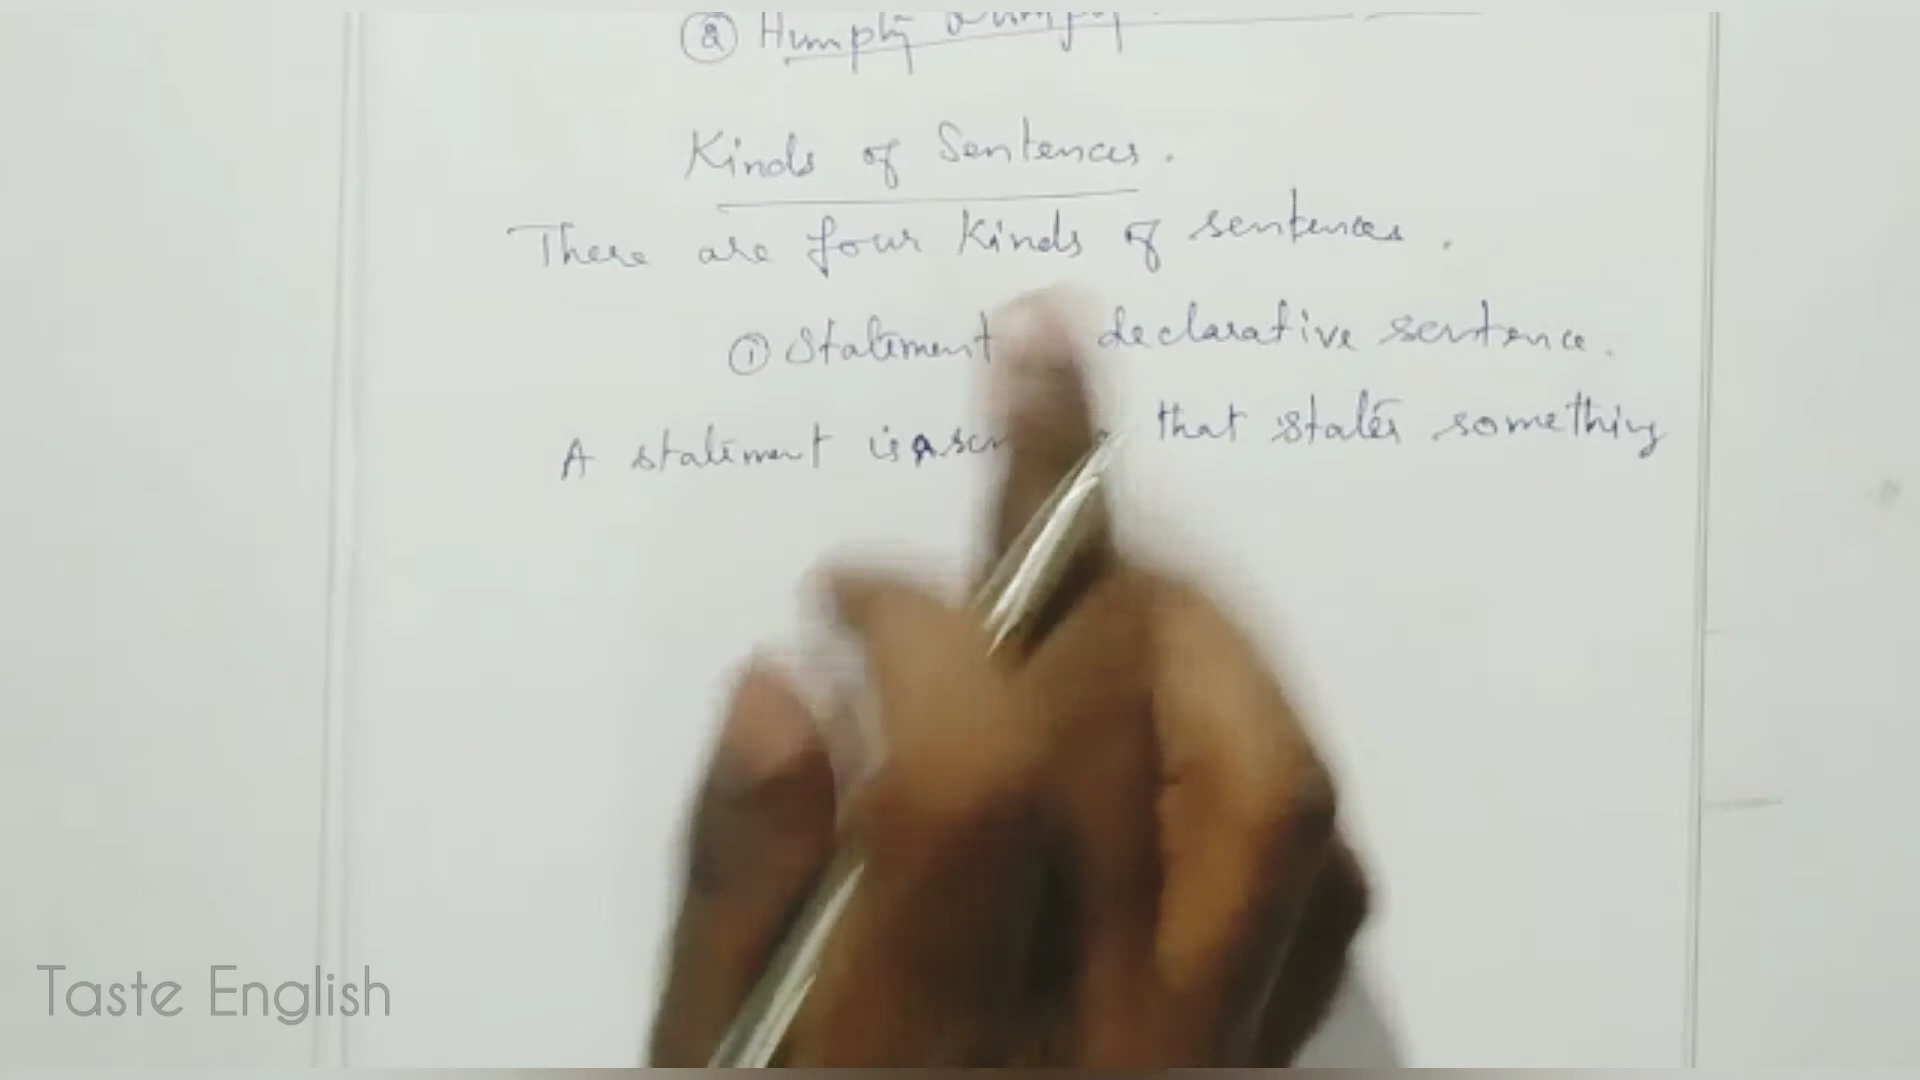 ② Humpty dumpty
Kinds of Sentences.
There are four kinds of sentences.
① Statement declarative sentence.
A statement is a that states something
Taste English